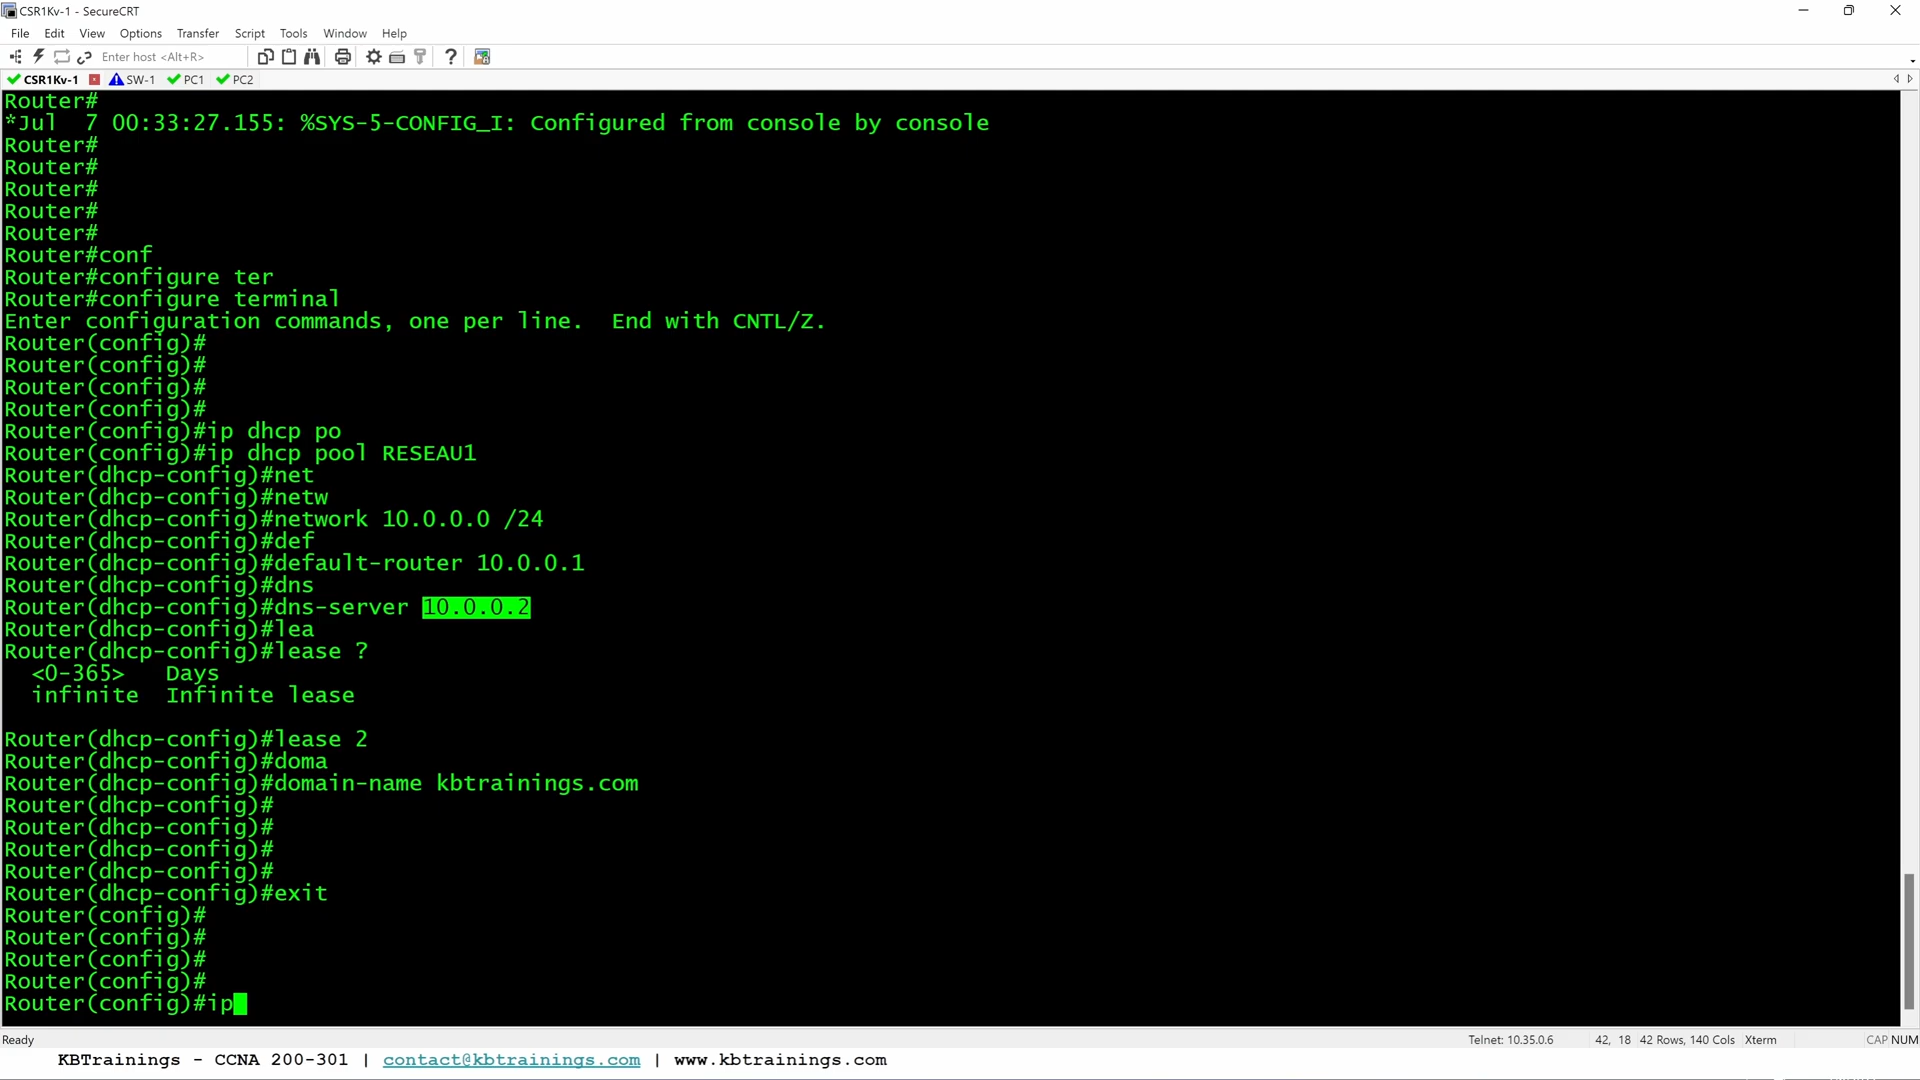 CSR1Kv-1 - SecureCRT
File Edit View Options Transfer Script Tools Window Help
Enter host <Alt+R>
CSR1Kv-1 SW-1 PC1 PC2
Router#
*Jul  7 00:33:27.155: %SYS-5-CONFIG_I: Configured from console by console
Router#
Router#
Router#
Router#
Router#
Router#conf
Router#configure ter
Router#configure terminal
Enter configuration commands, one per line.  End with CNTL/Z.
Router(config)#
Router(config)#
Router(config)#
Router(config)#
Router(config)#ip dhcp po
Router(config)#ip dhcp pool RESEAU1
Router(dhcp-config)#net
Router(dhcp-config)#netw
Router(dhcp-config)#network 10.0.0.0 /24
Router(dhcp-config)#def
Router(dhcp-config)#default-router 10.0.0.1
Router(dhcp-config)#dns
Router(dhcp-config)#dns-server 10.0.0.2
Router(dhcp-config)#lea
Router(dhcp-config)#lease ?
  <0-365>   Days
  infinite  Infinite lease
Router(dhcp-config)#lease 2
Router(dhcp-config)#doma
Router(dhcp-config)#domain-name kbtrainings.com
Router(dhcp-config)#
Router(dhcp-config)#
Router(dhcp-config)#
Router(dhcp-config)#
Router(dhcp-config)#exit
Router(config)#
Router(config)#
Router(config)#
Router(config)#
Router(config)#ip
Ready Telnet: 10.35.0.6 42, 18 42 Rows, 140 Cols Xterm CAP NUM
KBTrainings - CCNA 200-301 | contact@kbtrainings.com | www.kbtrainings.com